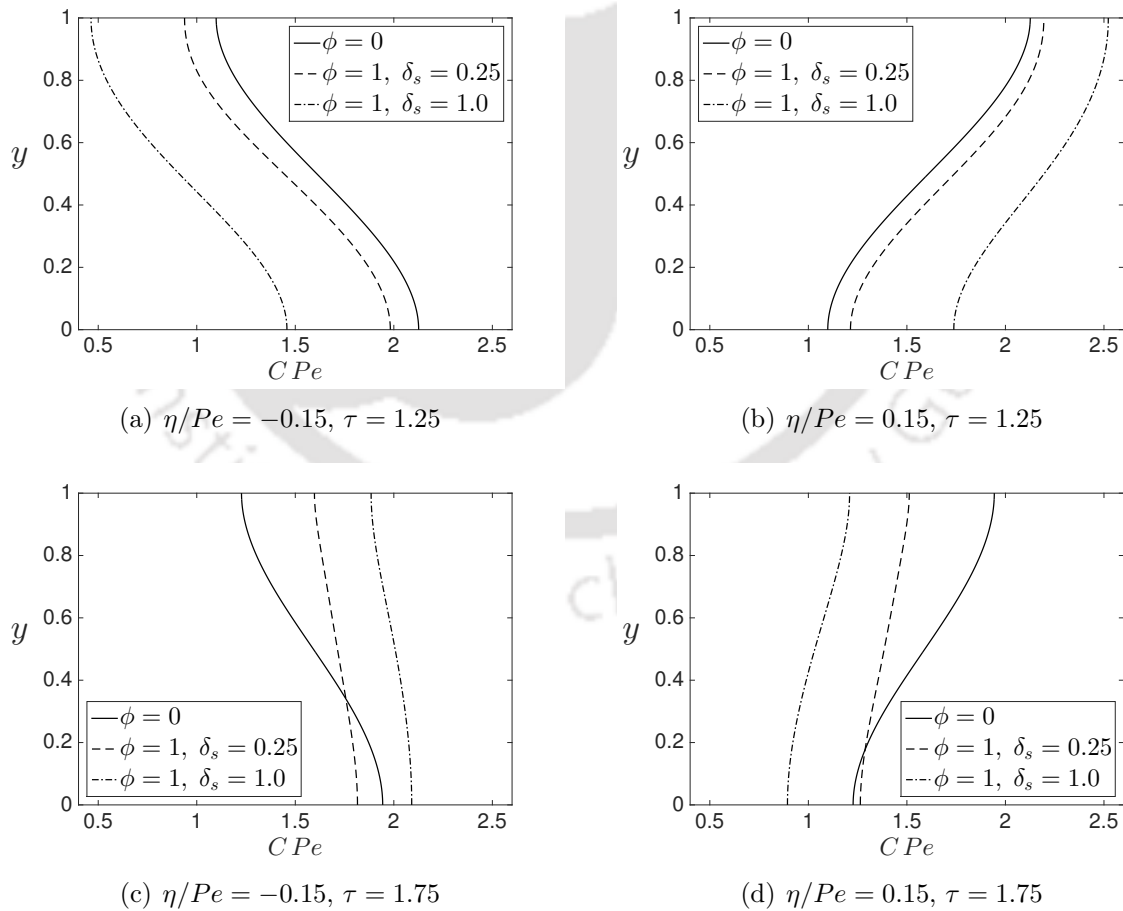 1
0.8
0.6
y
0.4
0.2
0
0.5 1 1.5 2 2.5
C Pe
ϕ = 0
ϕ = 1, δs = 0.25
ϕ = 1, δs = 1.0
(a) η/Pe = −0.15, τ = 1.25
1
0.8
0.6
y
0.4
0.2
0
0.5 1 1.5 2 2.5
C Pe
ϕ = 0
ϕ = 1, δs = 0.25
ϕ = 1, δs = 1.0
(b) η/Pe = 0.15, τ = 1.25
1
0.8
0.6
y
0.4
0.2
0
0.5 1 1.5 2 2.5
C Pe
ϕ = 0
ϕ = 1, δs = 0.25
ϕ = 1, δs = 1.0
(c) η/Pe = −0.15, τ = 1.75
1
0.8
0.6
y
0.4
0.2
0
0.5 1 1.5 2 2.5
C Pe
ϕ = 0
ϕ = 1, δs = 0.25
ϕ = 1, δs = 1.0
(d) η/Pe = 0.15, τ = 1.75